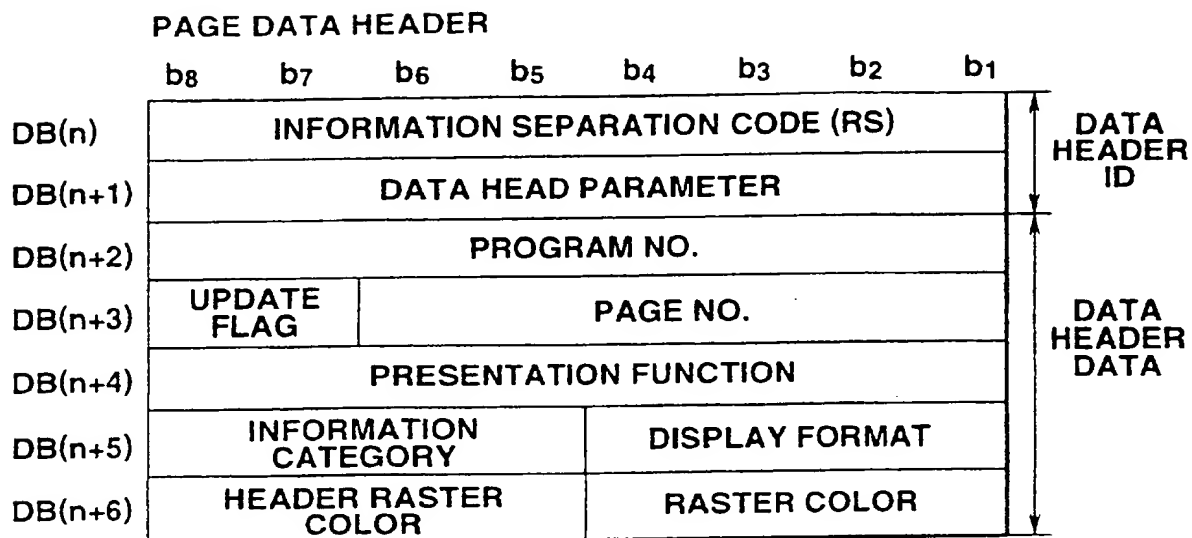 PAGE DATA HEADER
b8 b7 b6 b5 b4 b3 b2 b1
DB(n) INFORMATION SEPARATION CODE (RS)
DB(n+1) DATA HEAD PARAMETER
DATA
HEADER
ID
DB(n+2) PROGRAM NO.
DB(n+3) UPDATE
FLAG
PAGE NO.
DB(n+4) PRESENTATION FUNCTION
DATA
HEADER
DATA
DB(n+5) INFORMATION
CATEGORY
DISPLAY FORMAT
DB(n+6) HEADER RASTER
COLOR
RASTER COLOR